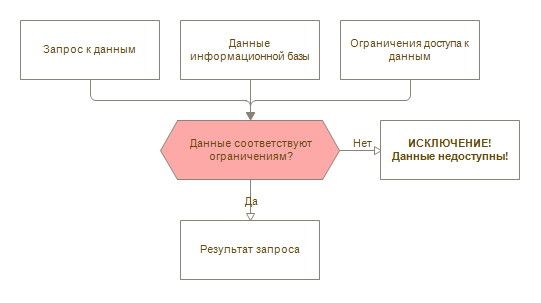 Запрос к данным
Данные
информационной базы
Ограничения доступа к
данным
Данные соответствуют
ограничениям?
Нет
ИСКЛЮЧЕНИЕ!
Данные недоступны!
Да
Результат запроса